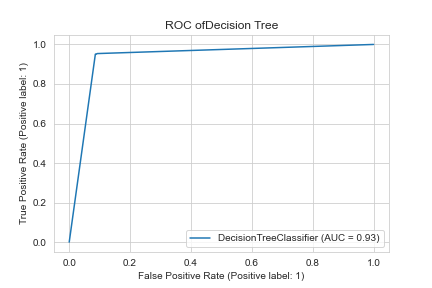 ROC ofDecision Tree
1.0
0.8
0.6
0.4
0.2
0.0
True Positive Rate (Positive label: 1)
DecisionTreeClassifier (AUC = 0.93)
0.0 0.2 0.4 0.6 0.8 1.0
False Positive Rate (Positive label: 1)